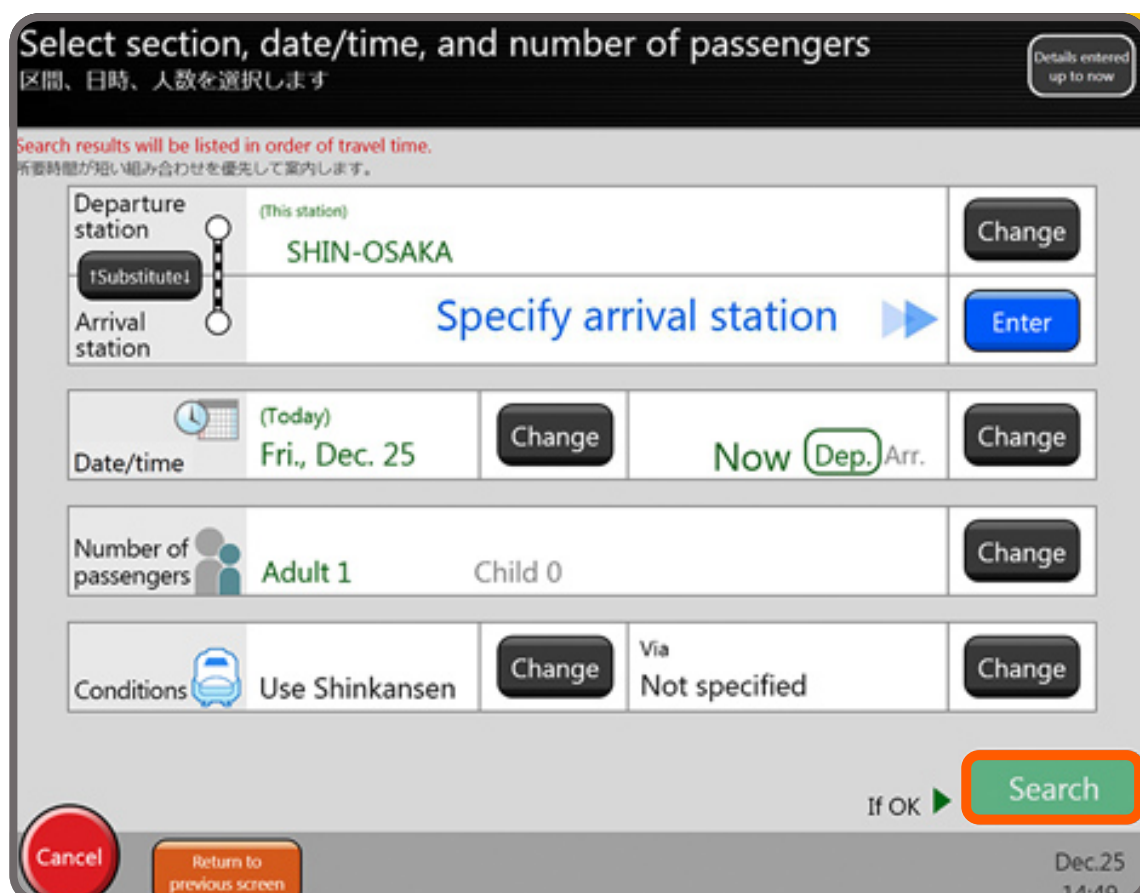 Select section, date/time, and number of passengers
区間、日時、人数を選択します
Details entered
up to now
Search results will be listed in order of travel time.
所要時間が短い組み合わせを優先して案内します。
Departure
station
(This station)
SHIN-OSAKA
Change
↑Substitute↓
Arrival
station
Specify arrival station
Enter
Date/time
(Today)
Fri., Dec. 25
Change
Now Dep. Arr.
Change
Number of
passengers
Adult 1
Child 0
Change
Conditions
Use Shinkansen
Change
Via
Not specified
Change
If OK
Search
Cancel
Return to
previous screen
Dec.25
14:49